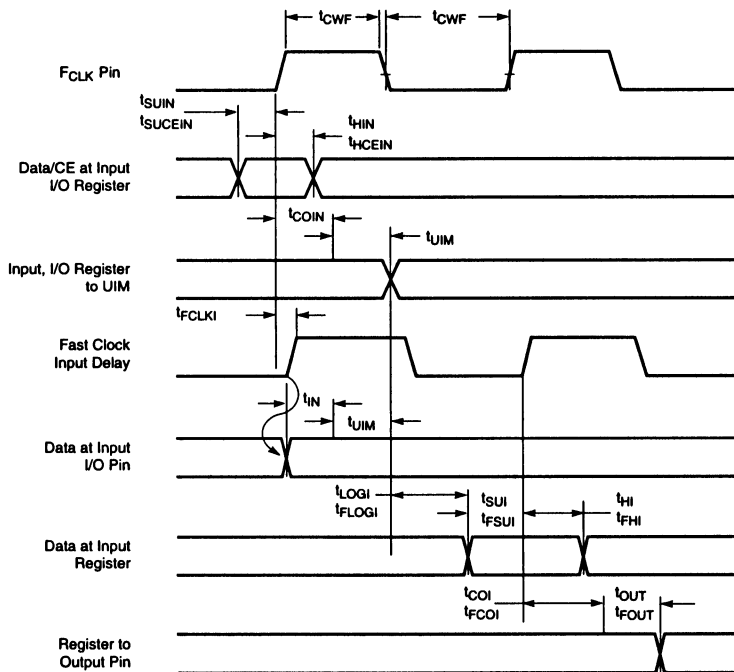 tCWF
tCWF
FCLK Pin
tSUIN
tSUCEIN
tHIN
tHCEIN
Data/CE at Input
I/O Register
tCOIN
tUIM
Input, I/O Register
to UIM
tFCLKI
Fast Clock
Input Delay
tIN
tUIM
Data at Input
I/O Pin
tLOGI
tFLOGI
tSUI
tFSUI
tHI
tFHI
Data at Input
Register
tCOI
tFCOI
tOUT
tFOUT
Register to
Output Pin